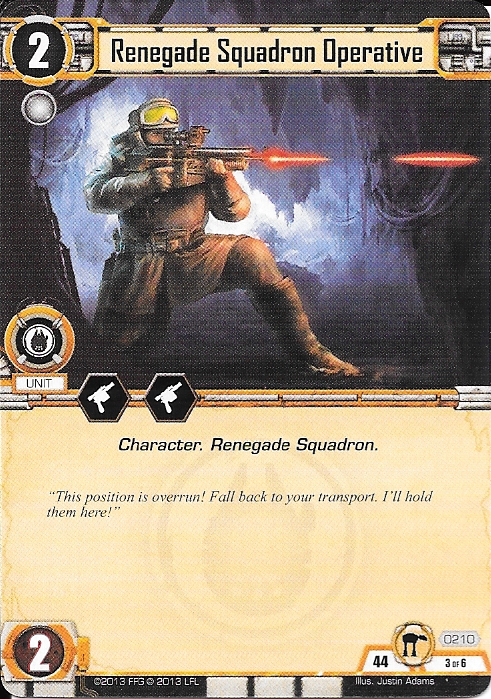 2
Renegade Squadron Operative
UNIT
Character. Renegade Squadron.
“This position is overrun! Fall back to your transport. I’ll hold
them here!”
2
44
0210
3 OF 6
©2013 FFG © 2013 LFL
Illus. Justin Adams